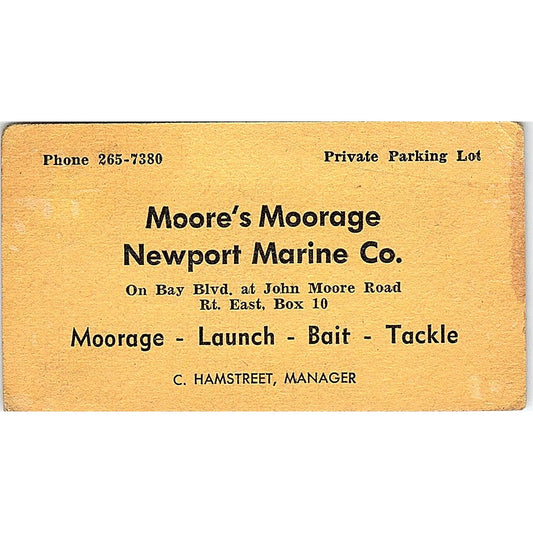 Phone 265-7380 Private Parking Lot
Moore's Moorage
Newport Marine Co.
On Bay Blvd. at John Moore Road
Rt. East, Box 10
Moorage - Launch - Bait - Tackle
C. HAMSTREET, MANAGER